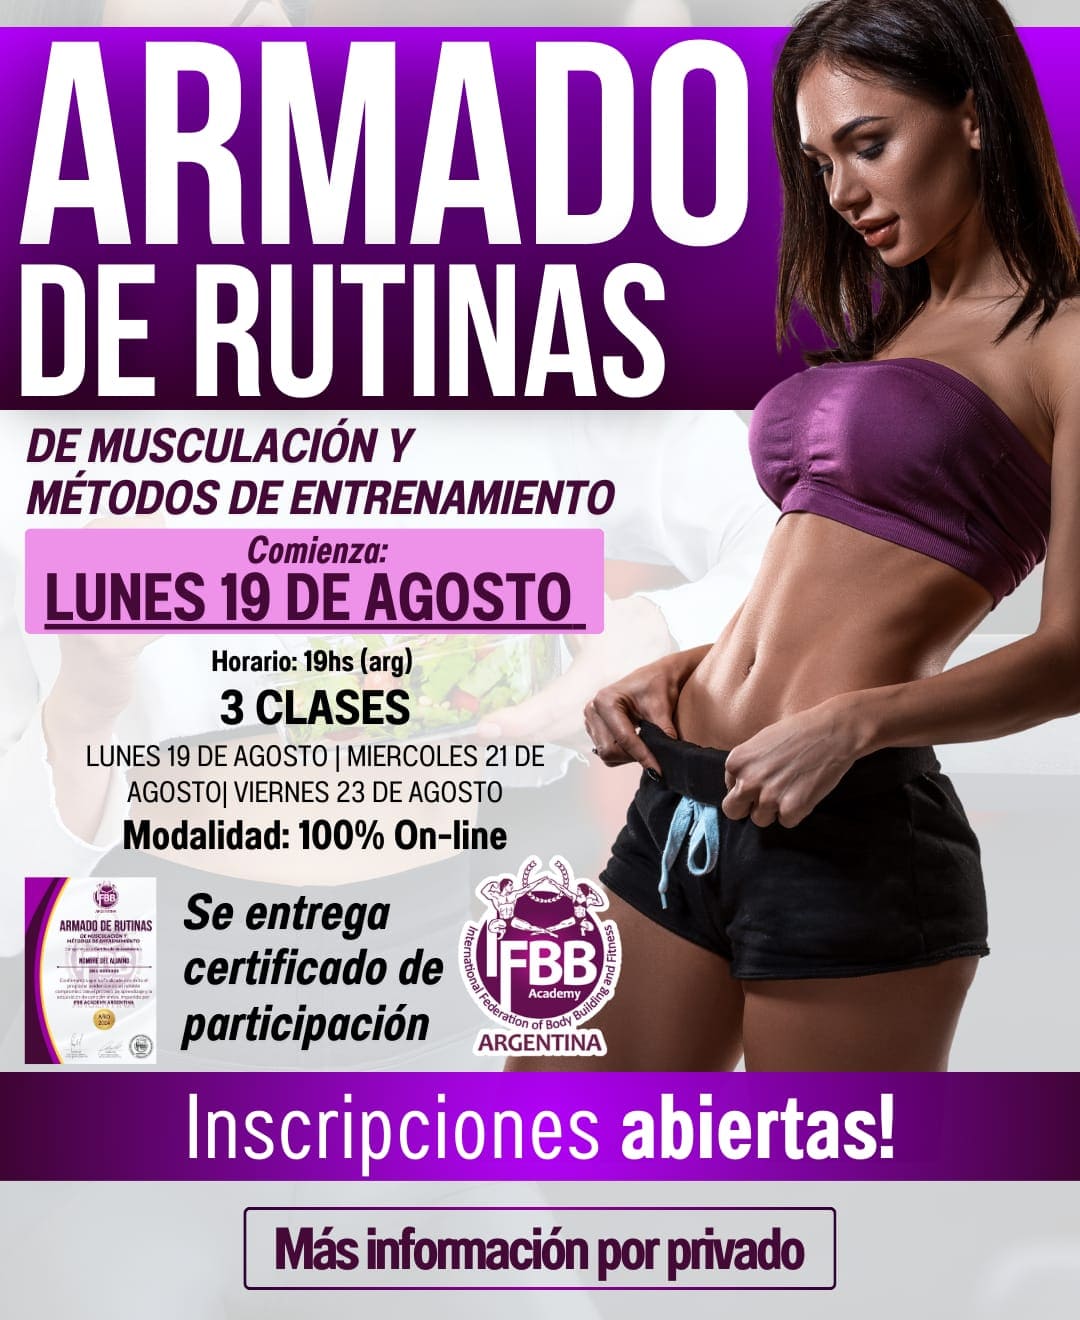 ARMADO
DE RUTINAS
DE MUSCULACIÓN Y
MÉTODOS DE ENTRENAMIENTO
Comienza:
LUNES 19 DE AGOSTO
Horario: 19hs (arg)
3 CLASES
LUNES 19 DE AGOSTO | MIERCOLES 21 DE
AGOSTO| VIERNES 23 DE AGOSTO
Modalidad: 100% On-line
Se entrega
certificado de
participación
IFBB
Academy
International Federation of Body Building and Fitness
ARGENTINA
IFBB
ARGENTINA
ARMADO DE RUTINAS
DE MUSCULACIÓN Y
MÉTODOS DE ENTRENAMIENTO
NOMBRE DEL ALUMNO
IFBB ACADEMY ARGENTINA
AÑO
2024
Inscripciones abiertas!
Más información por privado